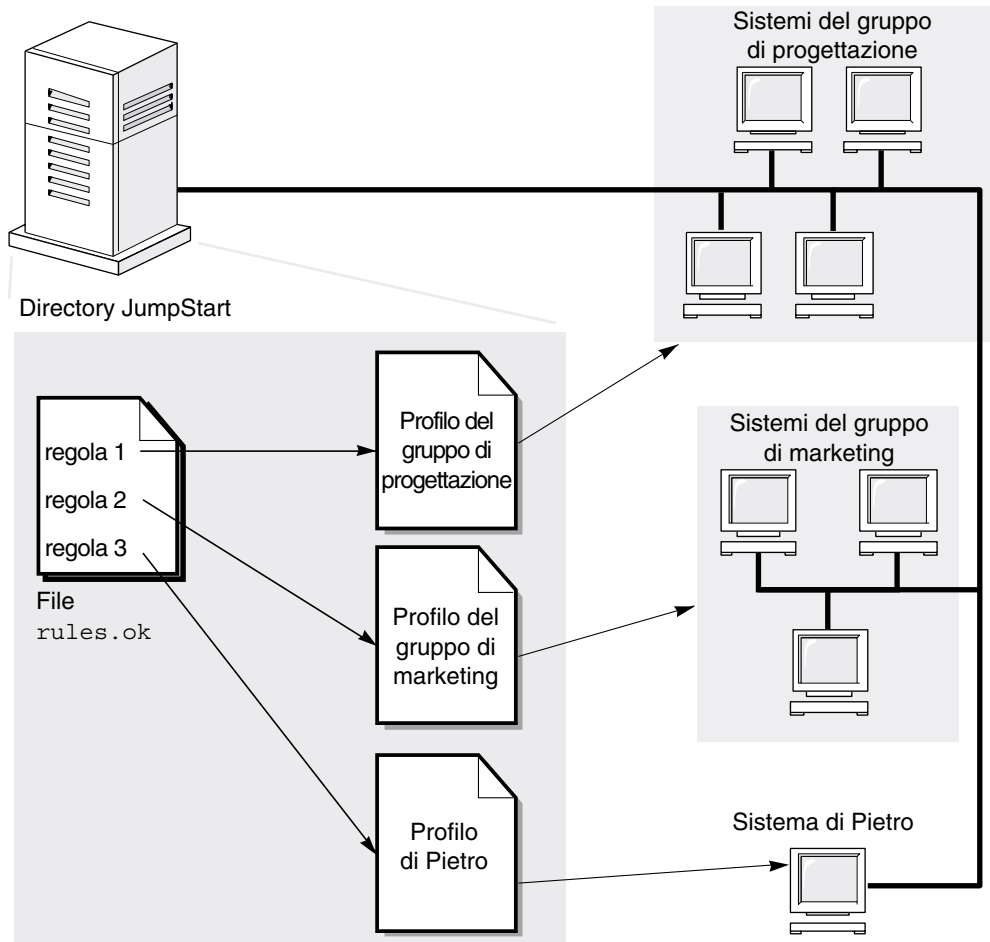 Sistemi del gruppo
di progettazione
Directory JumpStart
regola 1
regola 2
regola 3
File
rules.ok
Profilo del
gruppo di
progettazione
Profilo del
gruppo di
marketing
Profilo
di Pietro
Sistemi del gruppo
di marketing
Sistema di Pietro